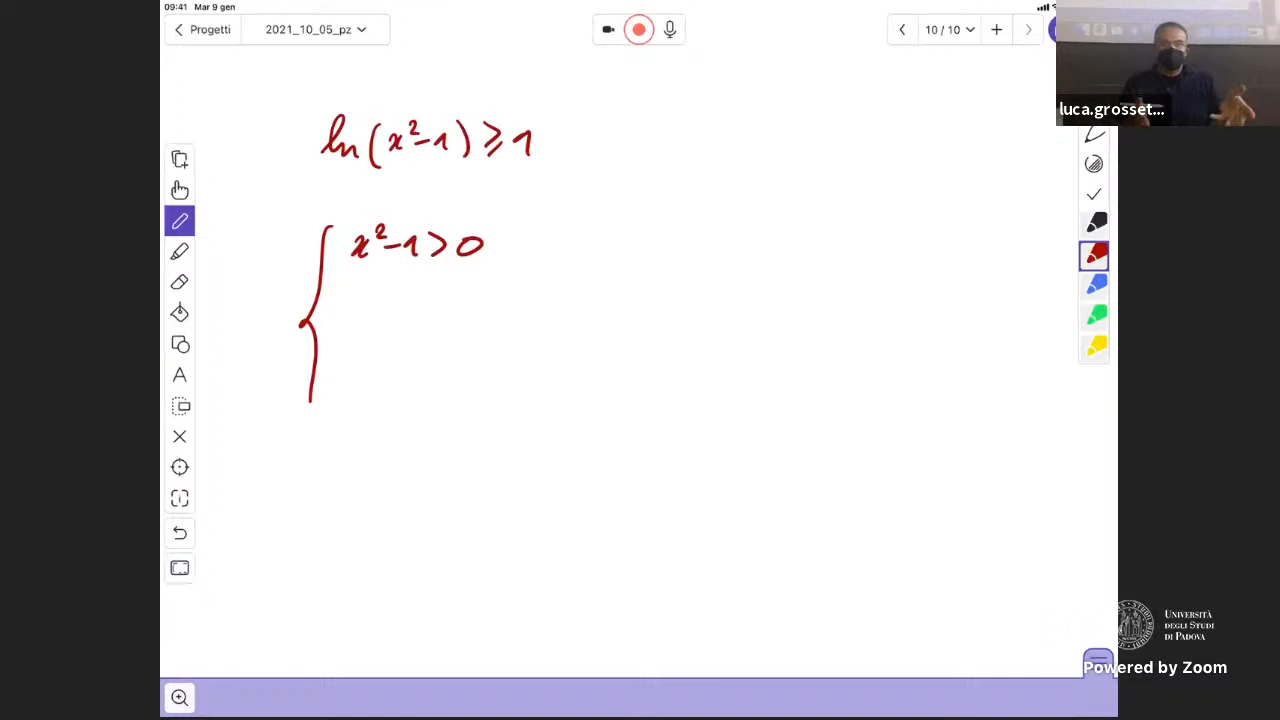 09:41 Mar 9 gen
Progetti
2021_10_05_pz
10 / 10
luca.grosset...
ln(x²-1)⩾1
x²-1>0
UNIVERSITÀ
DEGLI STUDI
DI PADOVA
Powered by Zoom